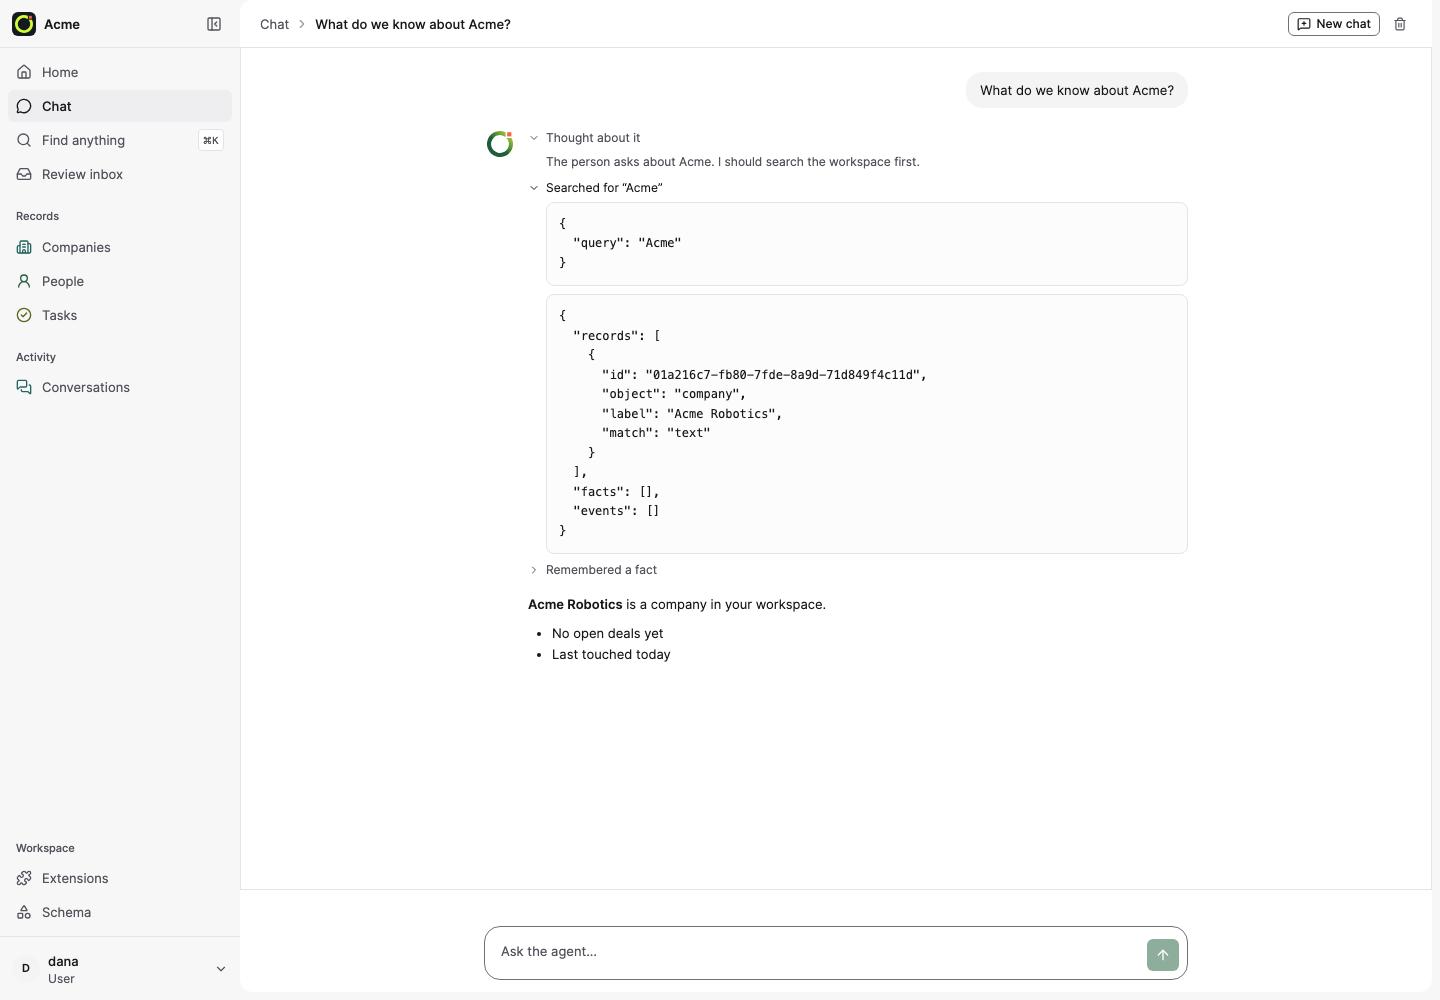 Acme
Chat
What do we know about Acme?
New chat
Home
Chat
Find anything
⌘K
Review inbox
Records
Companies
People
Tasks
Activity
Conversations
Workspace
Extensions
Schema
D
dana
User
What do we know about Acme?
Thought about it
The person asks about Acme. I should search the workspace first.
Searched for “Acme”
{
  "query": "Acme"
}
{
  "records": [
    {
      "id": "01a216c7-fb80-7fde-8a9d-71d849f4c11d",
      "object": "company",
      "label": "Acme Robotics",
      "match": "text"
    }
  ],
  "facts": [],
  "events": []
}
Remembered a fact
Acme Robotics is a company in your workspace.
• No open deals yet
• Last touched today
Ask the agent...